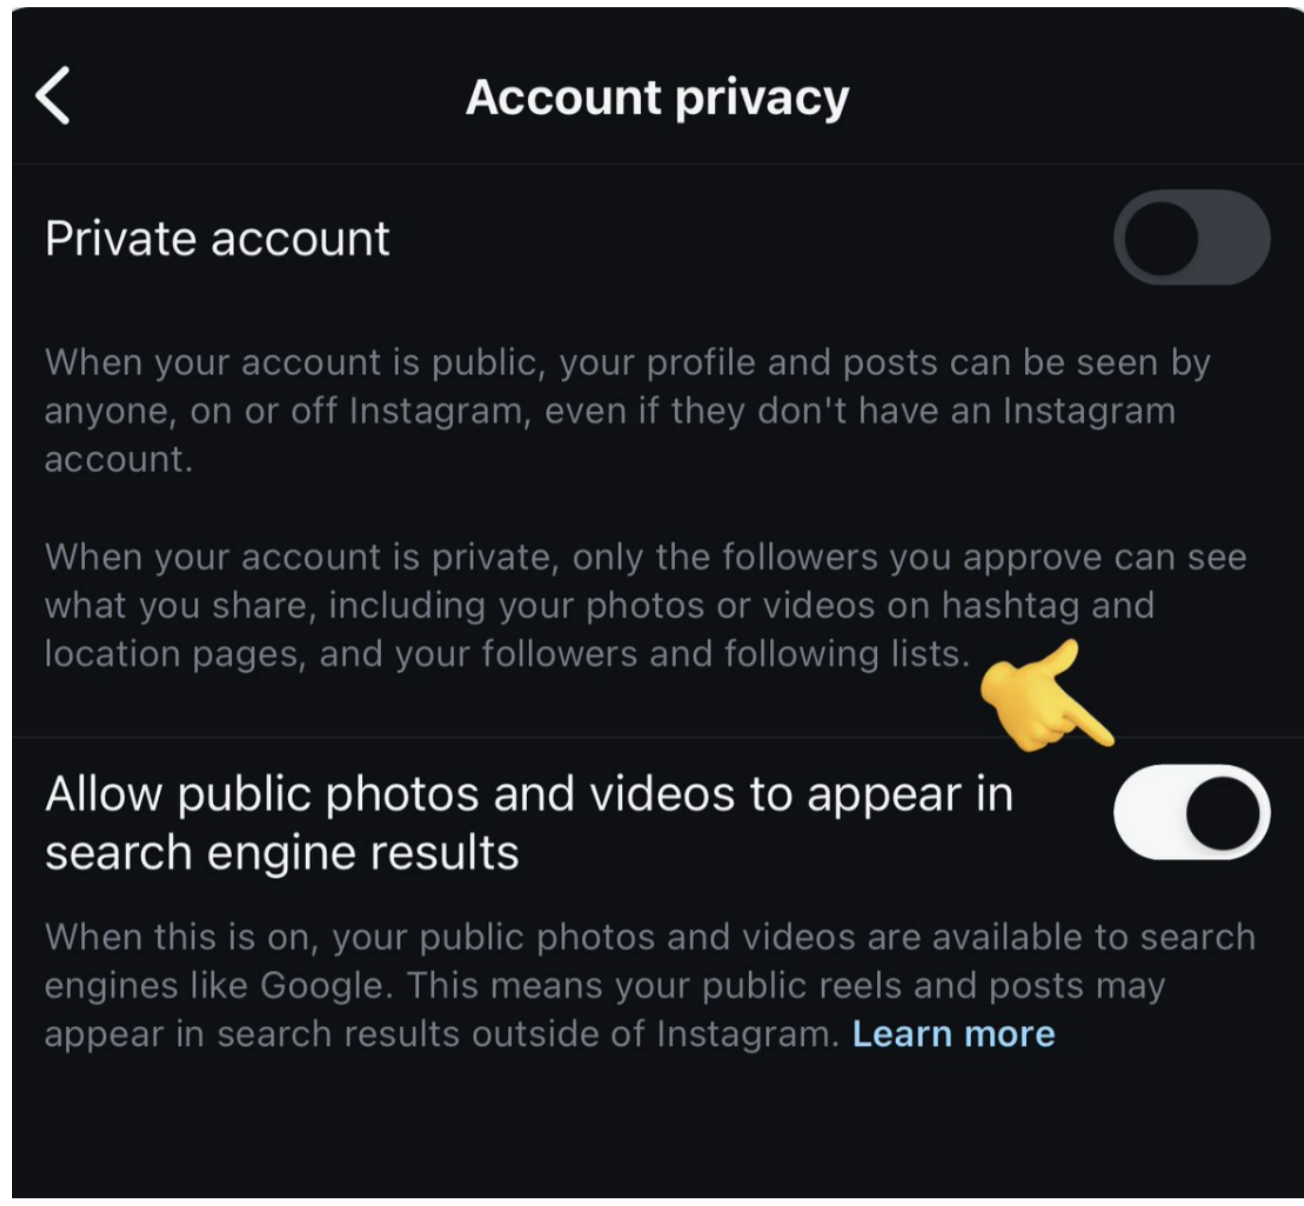 Account privacy
Private account
When your account is public, your profile and posts can be seen by
anyone, on or off Instagram, even if they don't have an Instagram
account.
When your account is private, only the followers you approve can see
what you share, including your photos or videos on hashtag and
location pages, and your followers and following lists.
Allow public photos and videos to appear in
search engine results
When this is on, your public photos and videos are available to search
engines like Google. This means your public reels and posts may
appear in search results outside of Instagram. Learn more